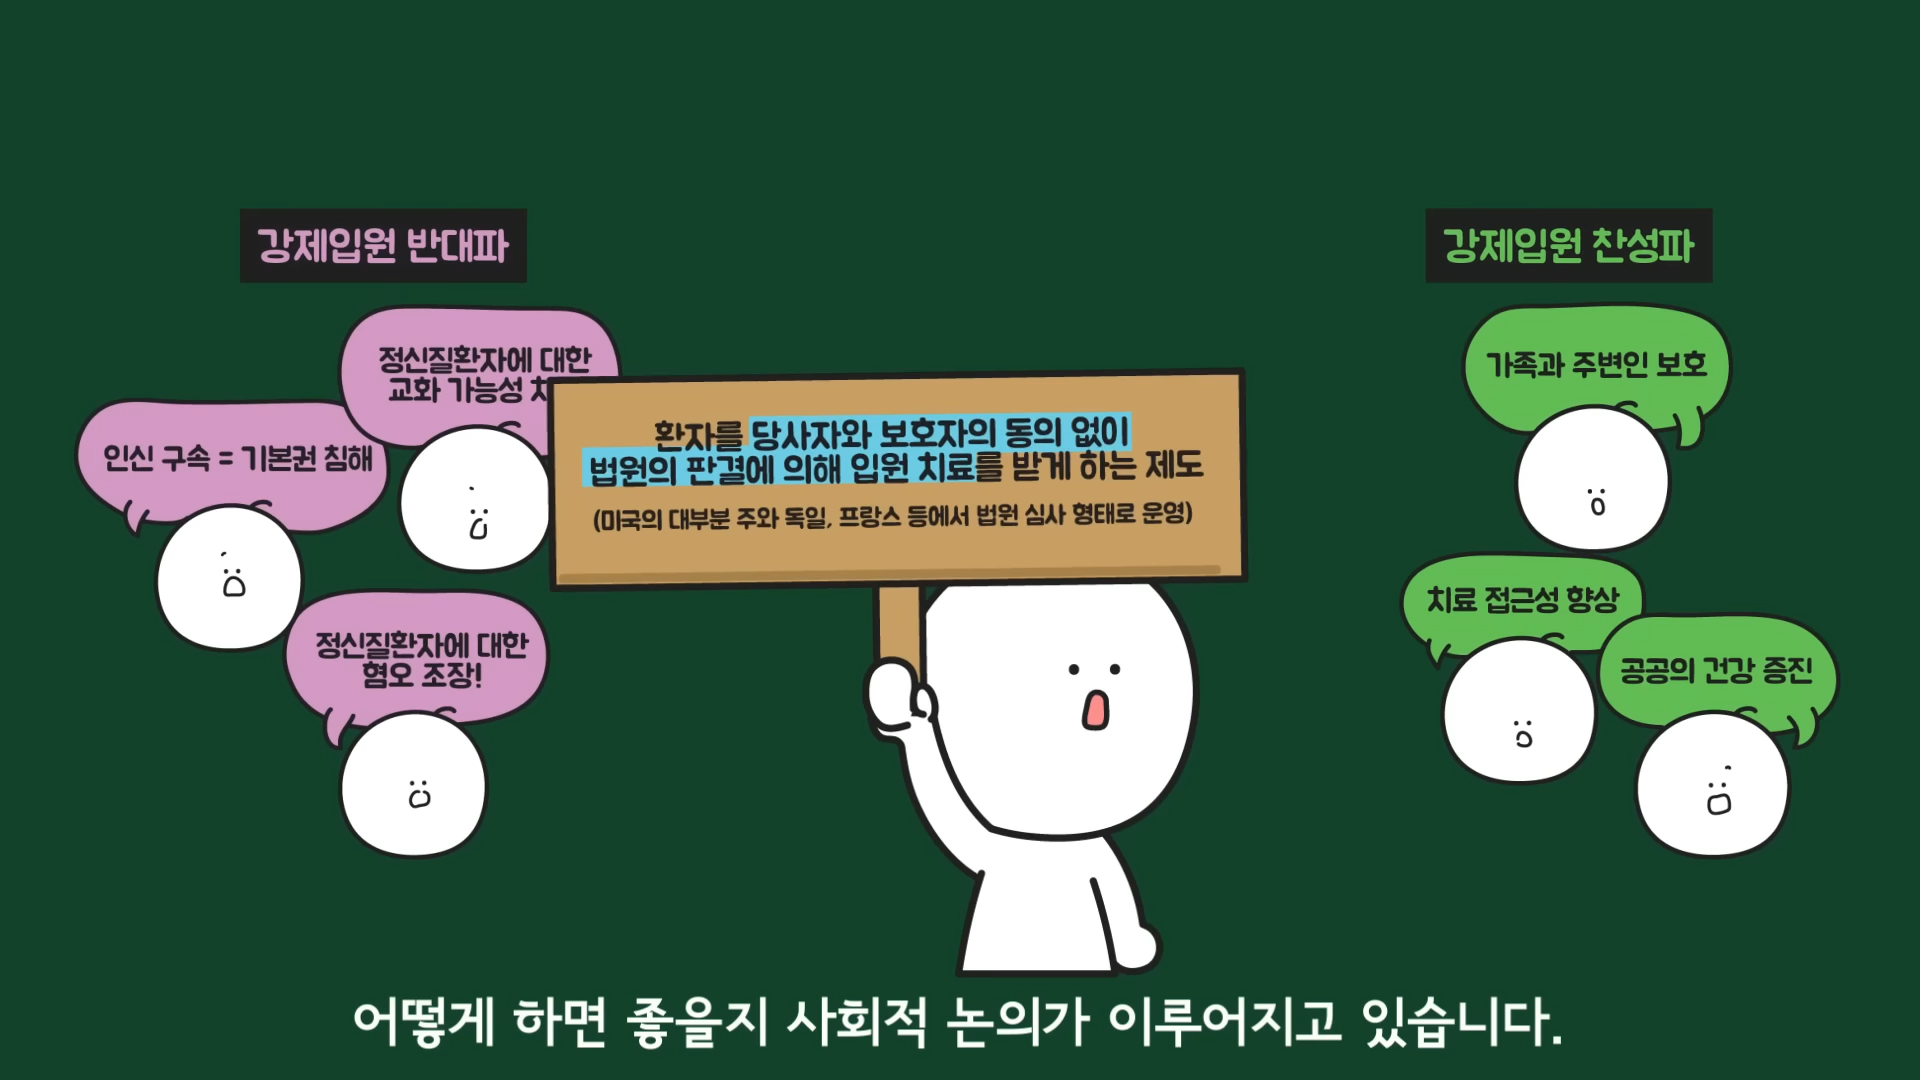 강제입원 반대파
정신질환자에 대한
교화 가능성
인신 구속 = 기본권 침해
정신질환자에 대한
혐오 조장!
환자를 당사자와 보호자의 동의 없이
법원의 판결에 의해 입원 치료를 받게 하는 제도
(미국의 대부분 주와 독일, 프랑스 등에서 법원 심사 형태로 운영)
강제입원 찬성파
가족과 주변인 보호
치료 접근성 향상
공공의 건강 증진
어떻게 하면 좋을지 사회적 논의가 이루어지고 있습니다.